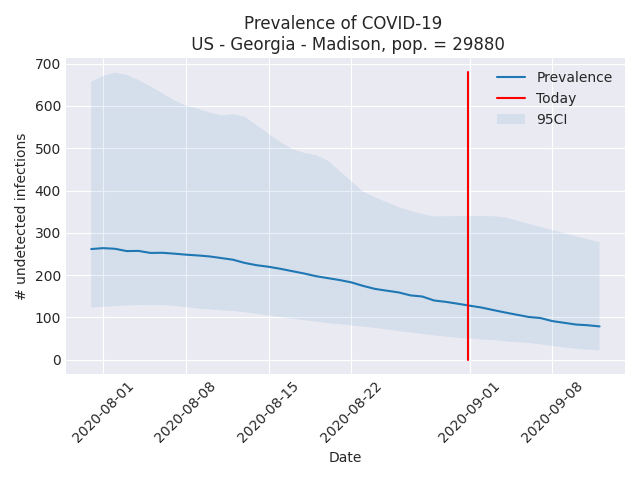 Prevalence of COVID-19
US - Georgia - Madison, pop. = 29880
Prevalence
Today
95CI
700
600
500
400
300
200
100
0
# undetected infections
2020-08-01
2020-08-08
2020-08-15
2020-08-22
2020-09-01
2020-09-08
Date